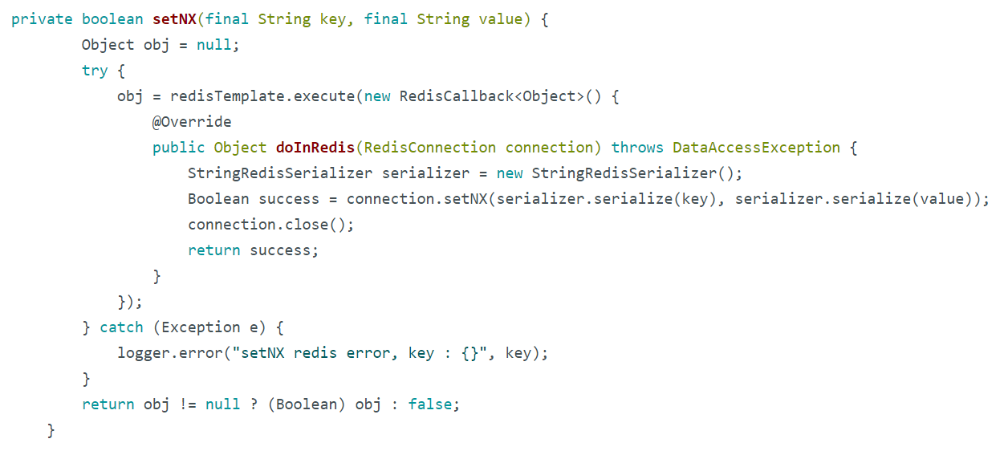 private boolean setNX(final String key, final String value) {
        Object obj = null;
        try {
            obj = redisTemplate.execute(new RedisCallback<Object>() {
                @Override
                public Object doInRedis(RedisConnection connection) throws DataAccessException {
                    StringRedisSerializer serializer = new StringRedisSerializer();
                    Boolean success = connection.setNX(serializer.serialize(key), serializer.serialize(value));
                    connection.close();
                    return success;
                }
            });
        } catch (Exception e) {
            logger.error("setNX redis error, key : {}", key);
        }
        return obj != null ? (Boolean) obj : false;
    }